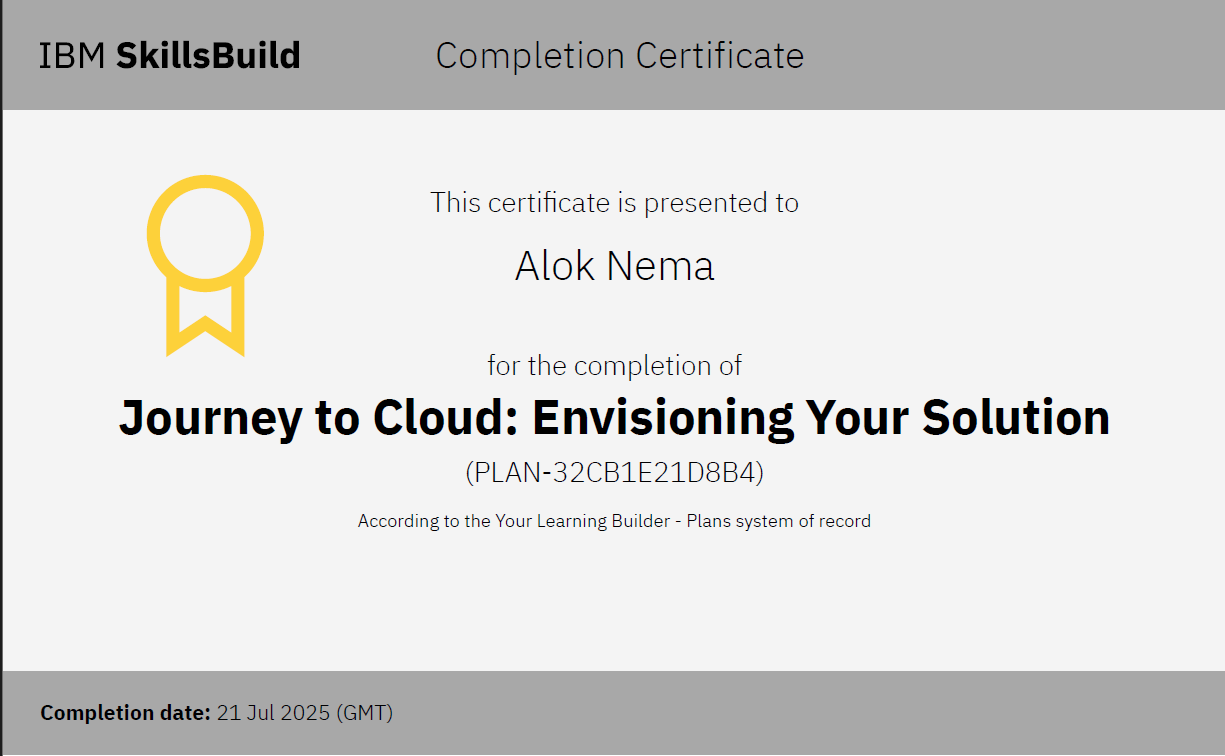 IBM SkillsBuild
Completion Certificate
This certificate is presented to
Alok Nema
for the completion of
Journey to Cloud: Envisioning Your Solution
(PLAN-32CB1E21D8B4)
According to the Your Learning Builder - Plans system of record
Completion date: 21 Jul 2025 (GMT)